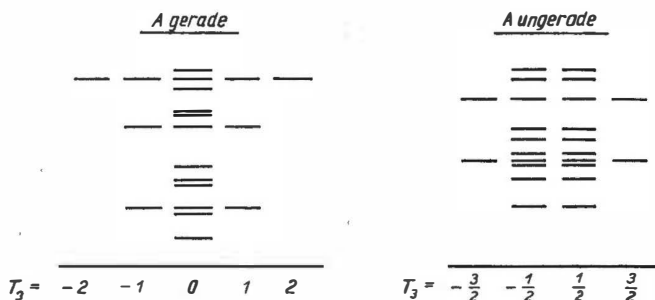 A gerade
A ungerade
T₃ = -2 -1 0 1 2
T₃ = -3/2 -1/2 1/2 3/2